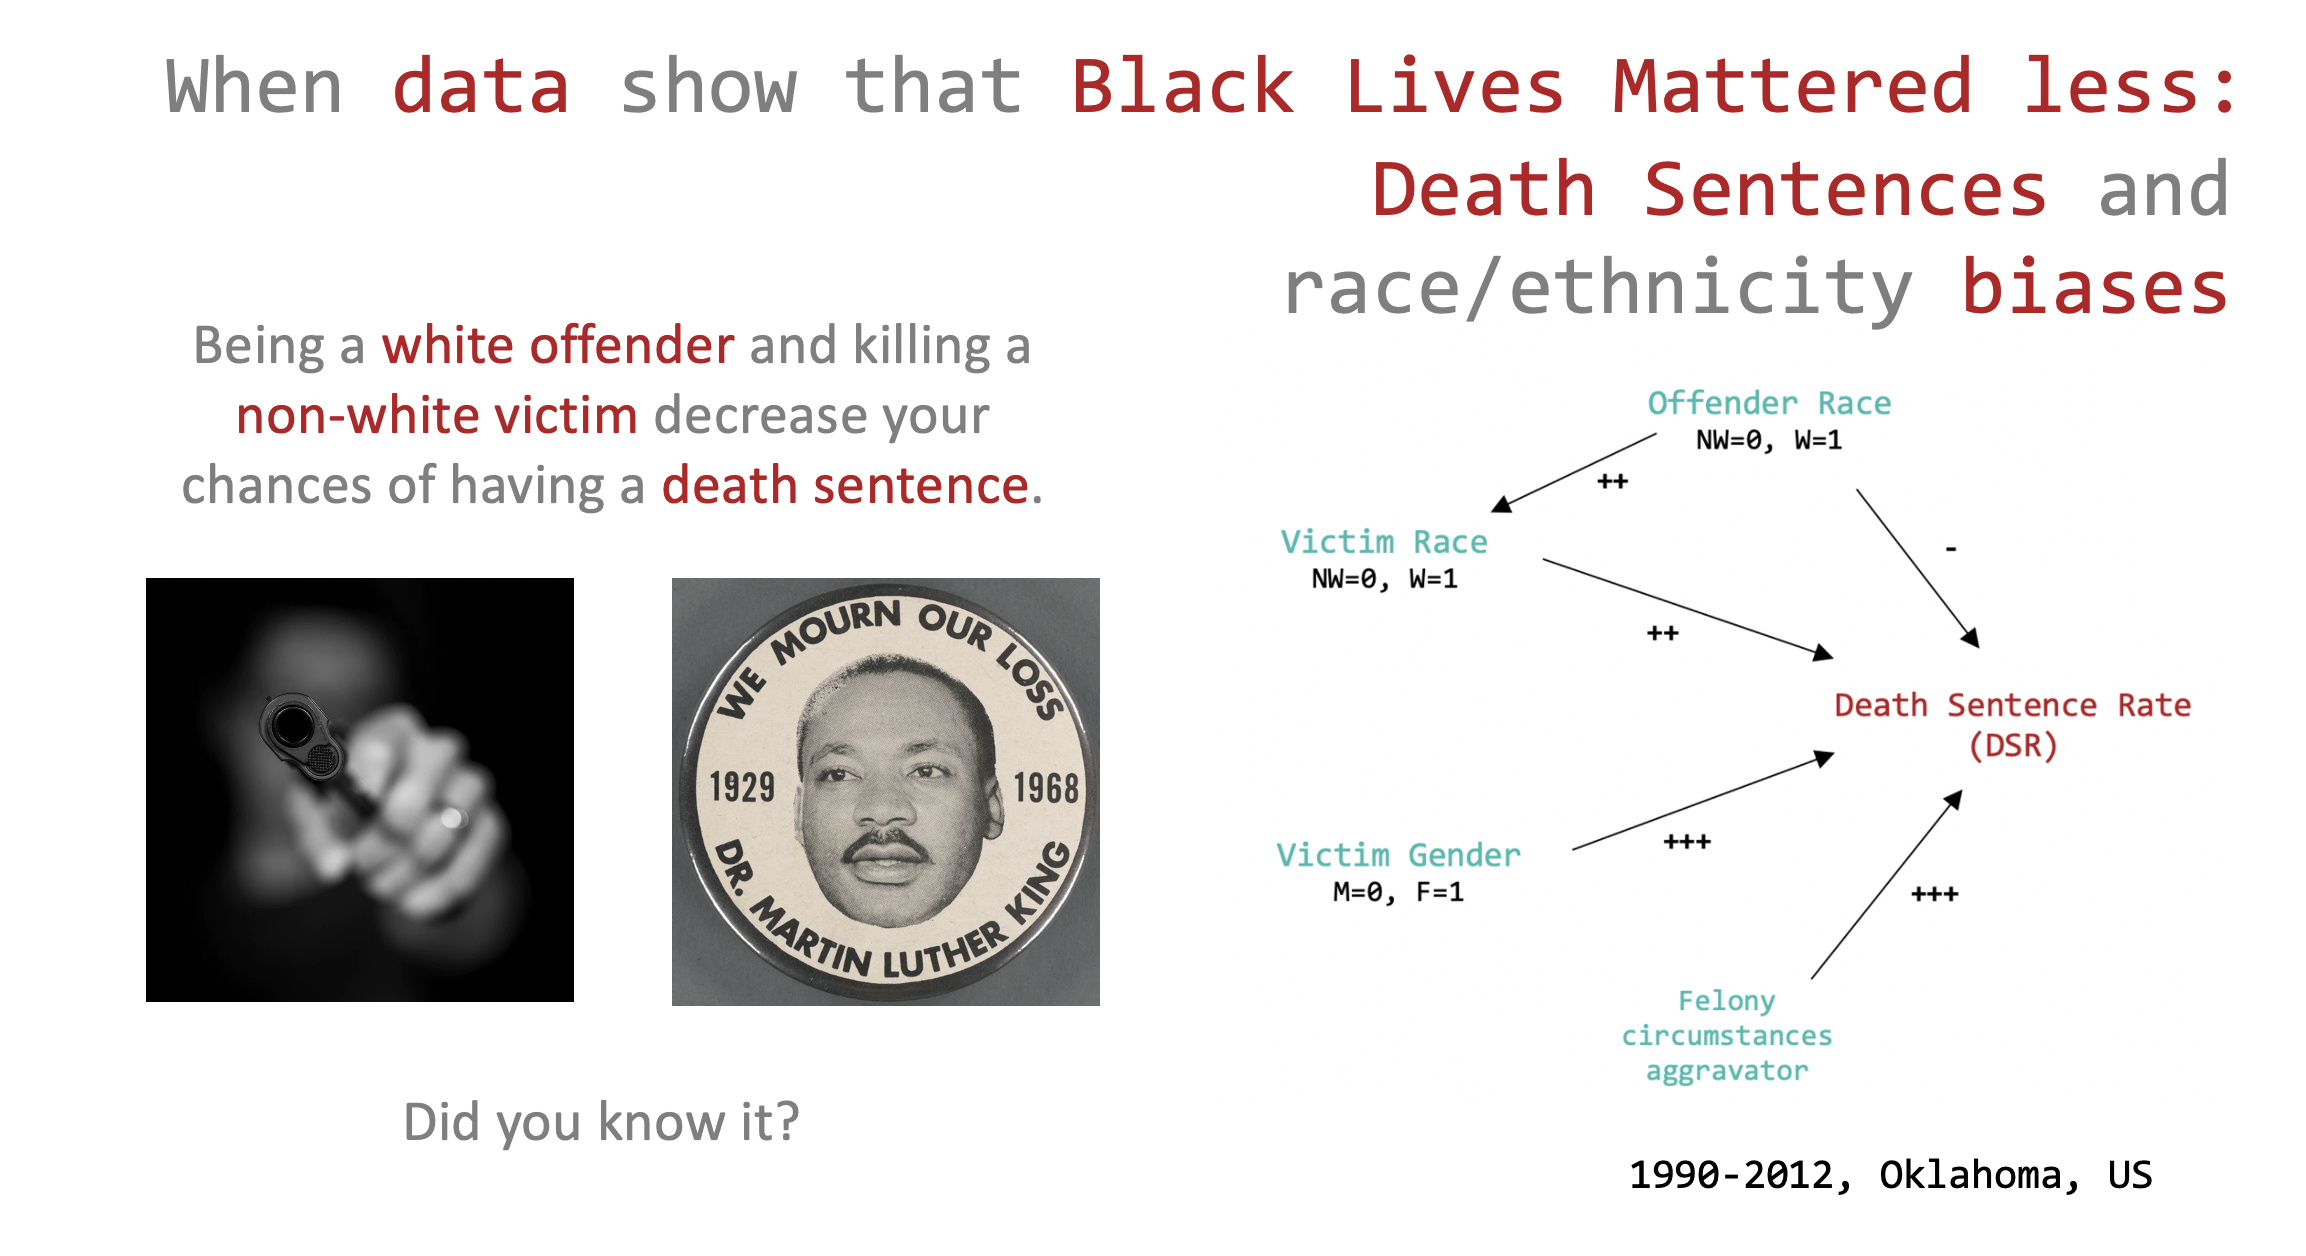 When data show that Black Lives Mattered less:
Death Sentences and
race/ethnicity biases
Being a white offender and killing a
non-white victim decrease your
chances of having a death sentence.
WE MOURN OUR LOSS
1929
1968
DR. MARTIN LUTHER KING
Did you know it?
Offender Race
NW=0, W=1
++
-
Victim Race
NW=0, W=1
++
Death Sentence Rate
(DSR)
Victim Gender
M=0, F=1
+++
+++
Felony
circumstances
aggravator
1990-2012, Oklahoma, US